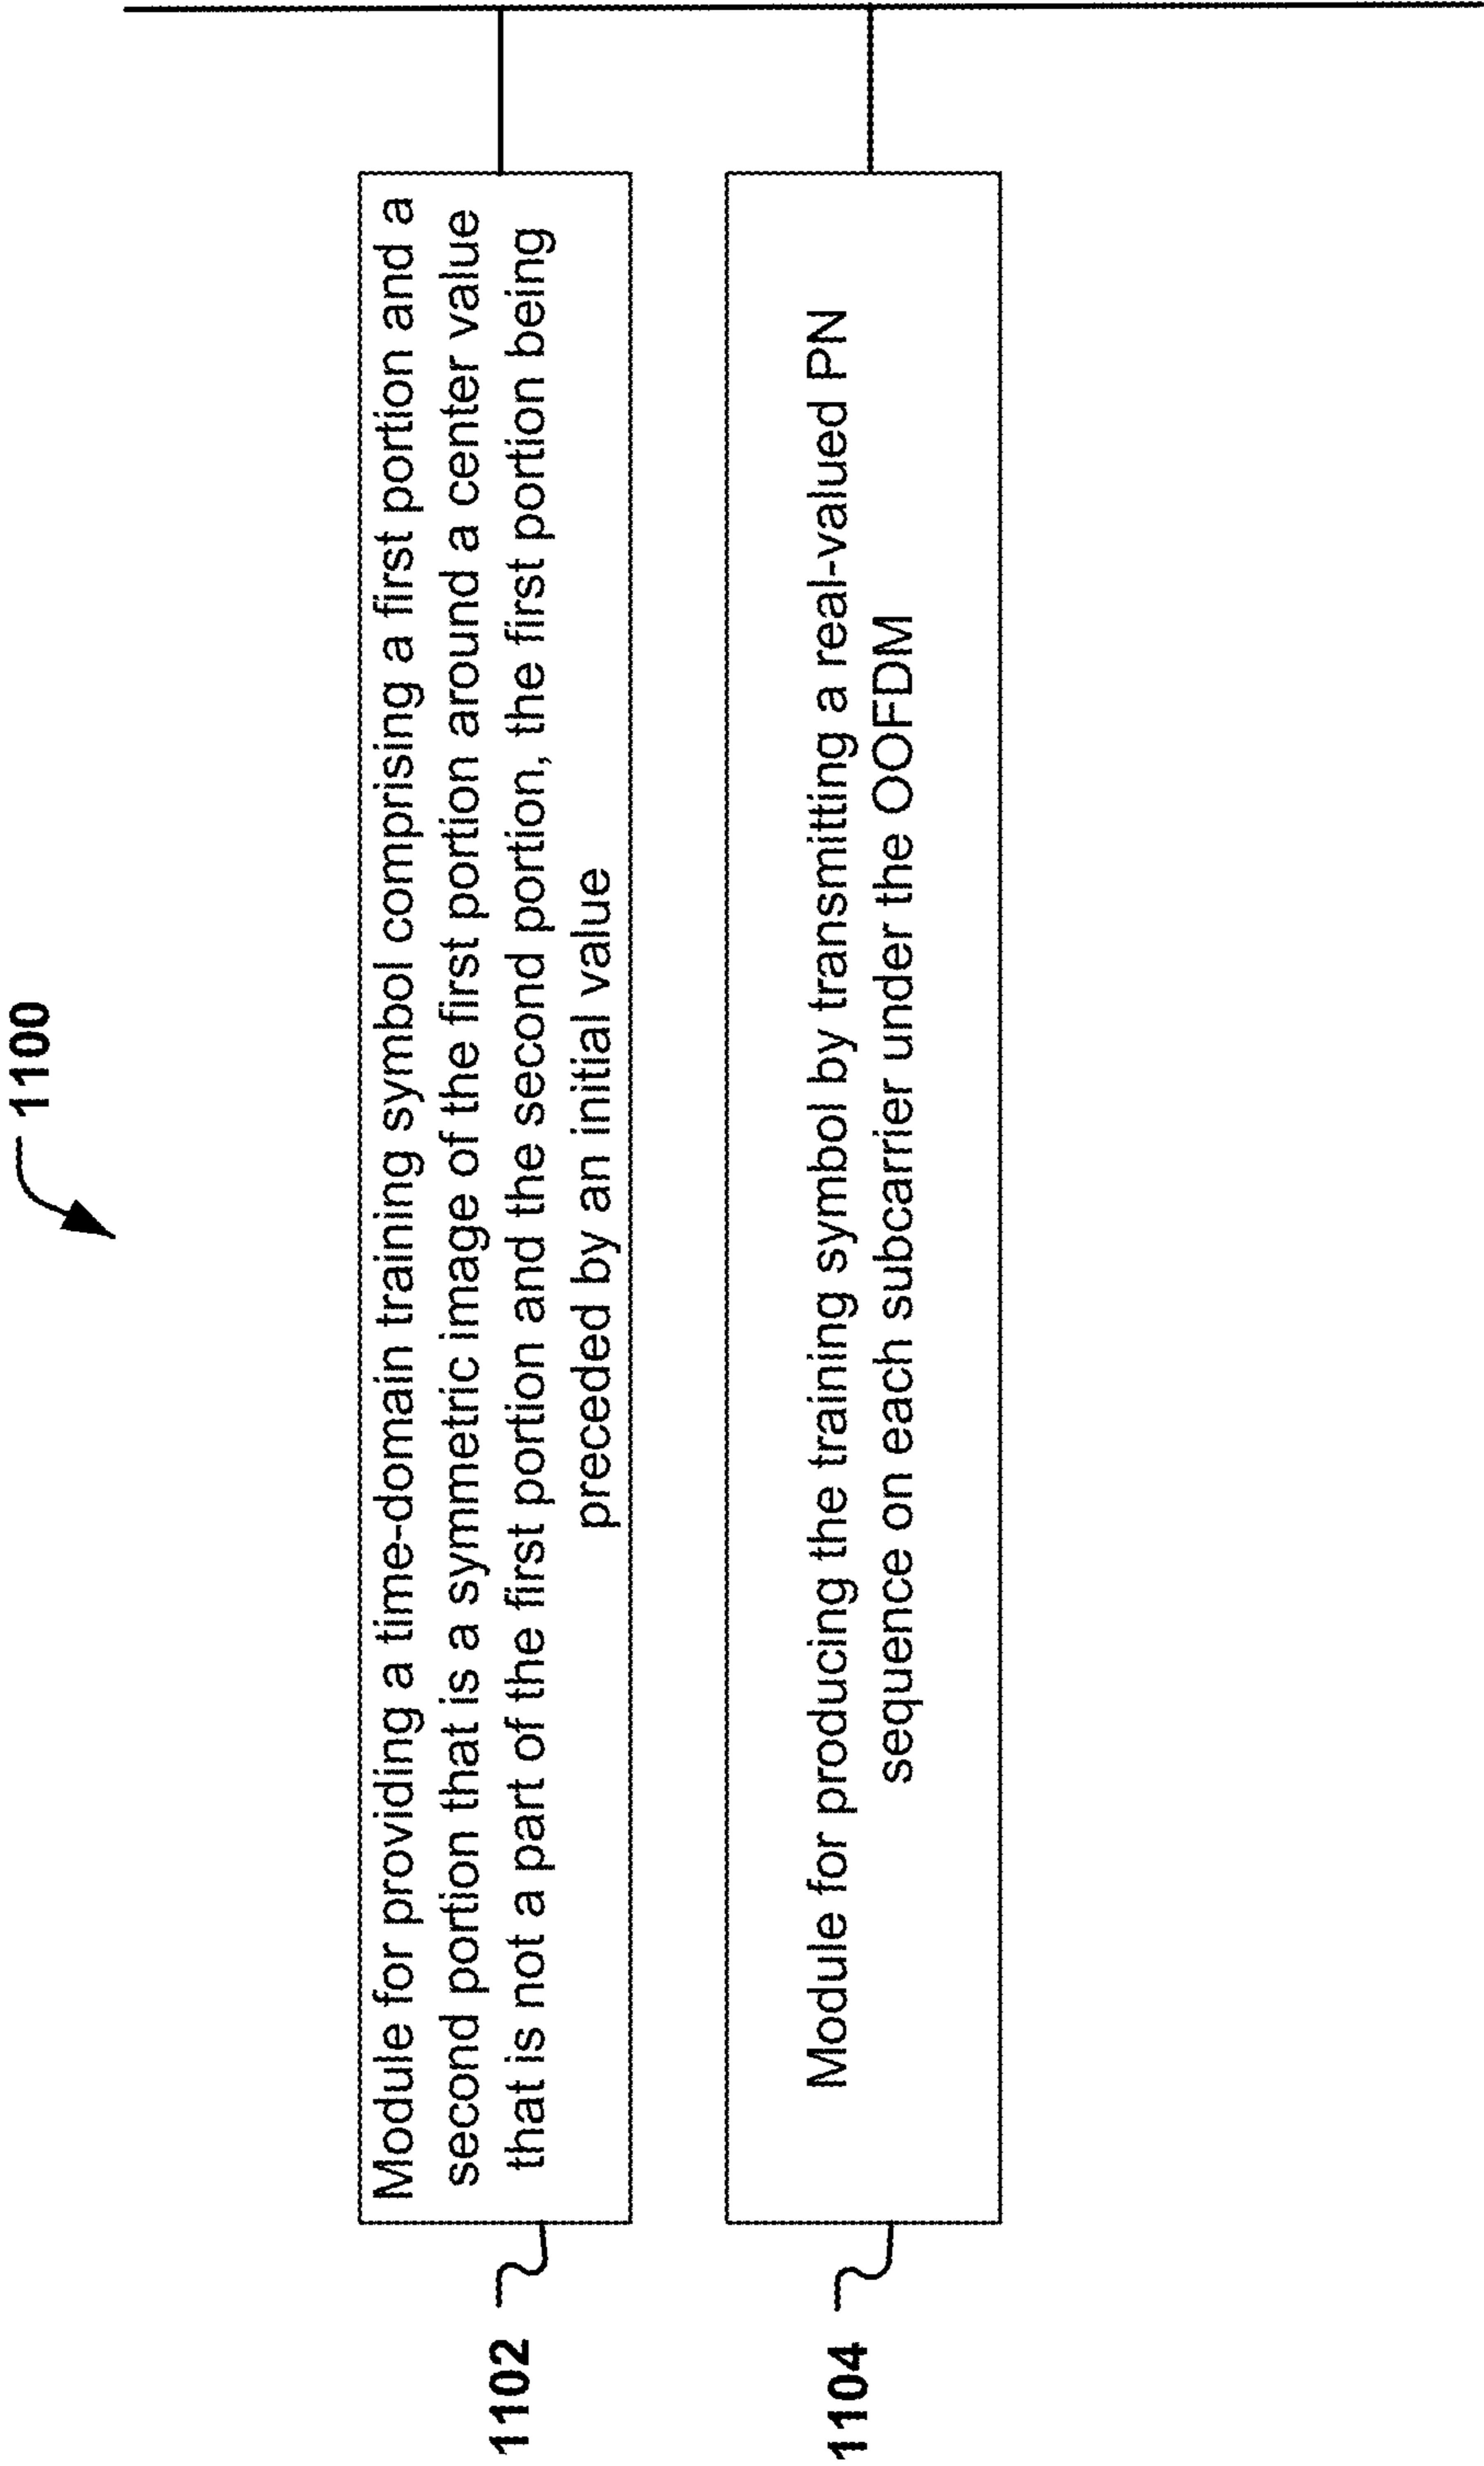 1100
1102
Module for providing a time-domain training symbol comprising a first portion and a
second portion that is a symmetric image of the first portion around a center value
that is not a part of the first portion and the second portion, the first portion being
preceded by an initial value
1104
Module for producing the training symbol by transmitting a real-valued PN
sequence on each subcarrier under the OOFDM